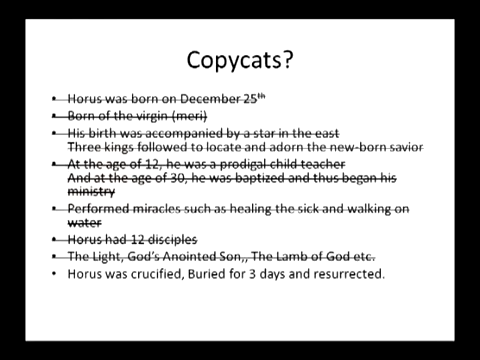 Copycats?
• Horus was born on December 25th
• Born of the virgin (meri)
• His birth was accompanied by a star in the east
Three kings followed to locate and adorn the new-born savior
• At the age of 12, he was a prodigal child teacher
And at the age of 30, he was baptized and thus began his
ministry
• Performed miracles such as healing the sick and walking on
water
• Horus had 12 disciples
• The Light, God's Anointed Son,, The Lamb of God etc.
• Horus was crucified, Buried for 3 days and resurrected.